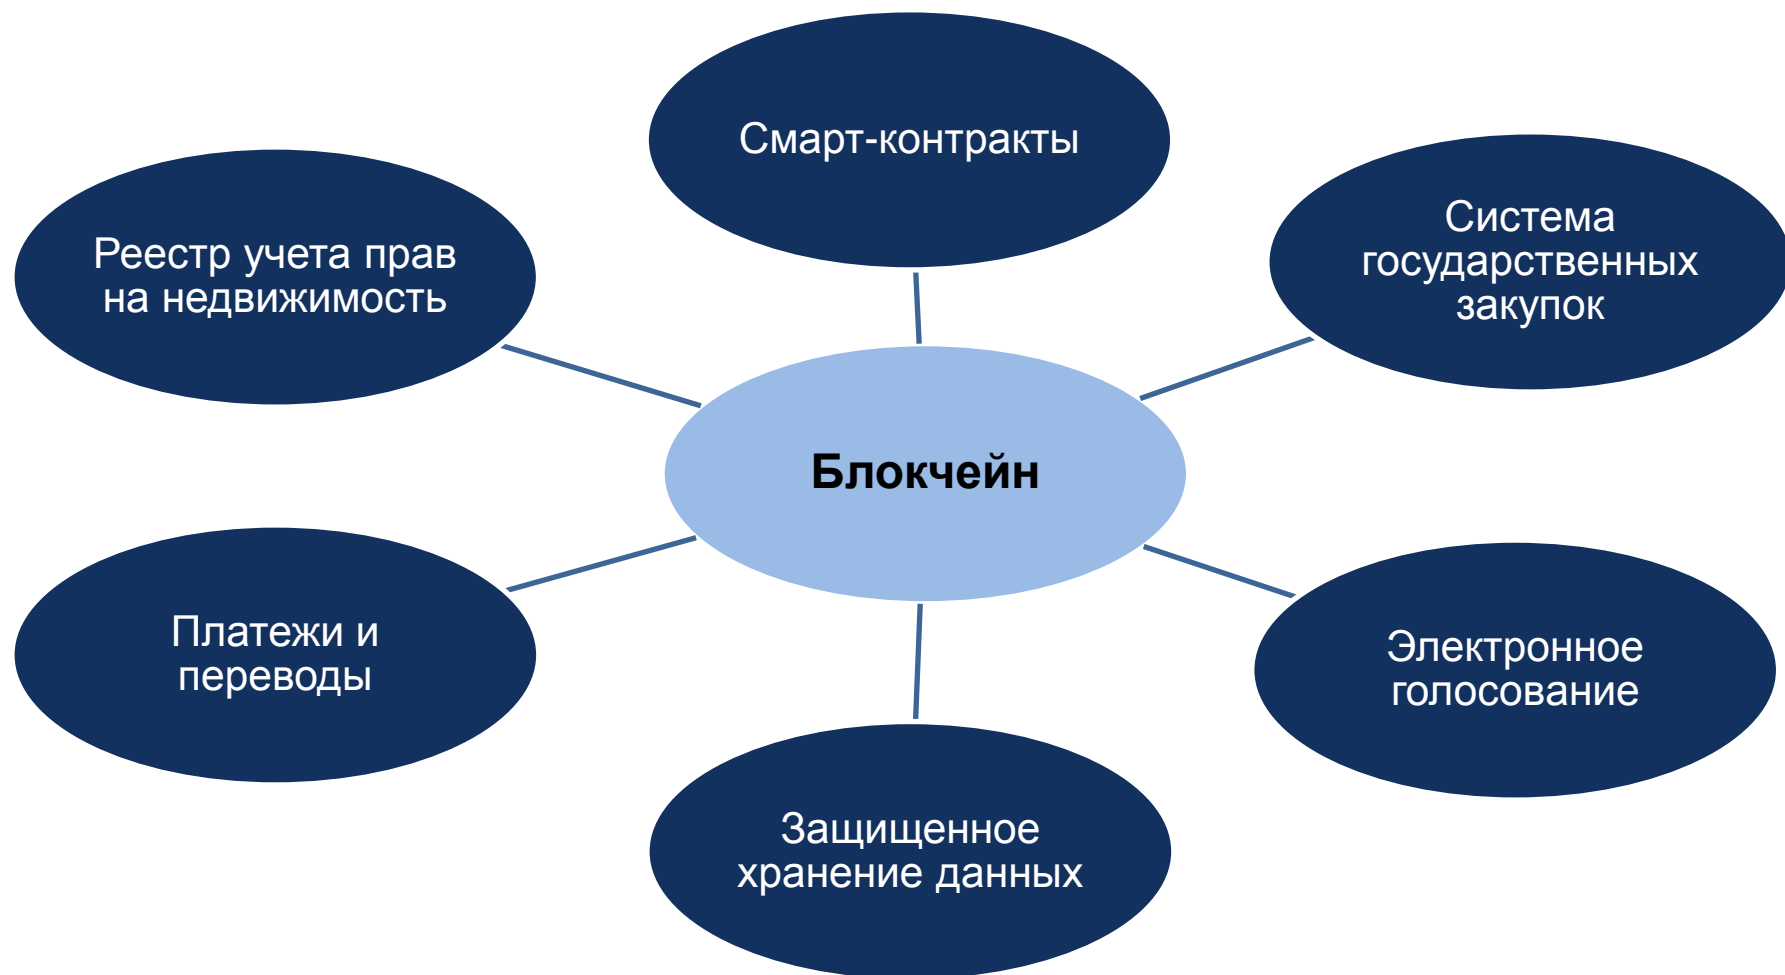 Смарт-контракты
Система
государственных
закупок
Реестр учета прав
на недвижимость
Блокчейн
Платежи и
переводы
Электронное
голосование
Защищенное
хранение данных